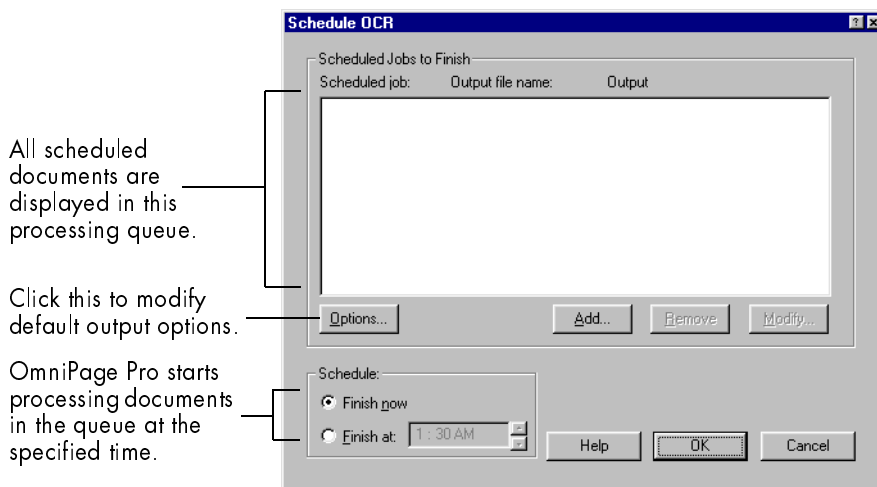 Schedule OCR
Scheduled Jobs to Finish
Scheduled job: Output file name: Output
All scheduled
documents are
displayed in this
processing queue.
Click this to modify
default output options.
Options... Add... Remove Modify...
OmniPage Pro starts
processing documents
in the queue at the
specified time.
Schedule:
Finish now
Finish at: 1 : 30 AM
Help OK Cancel